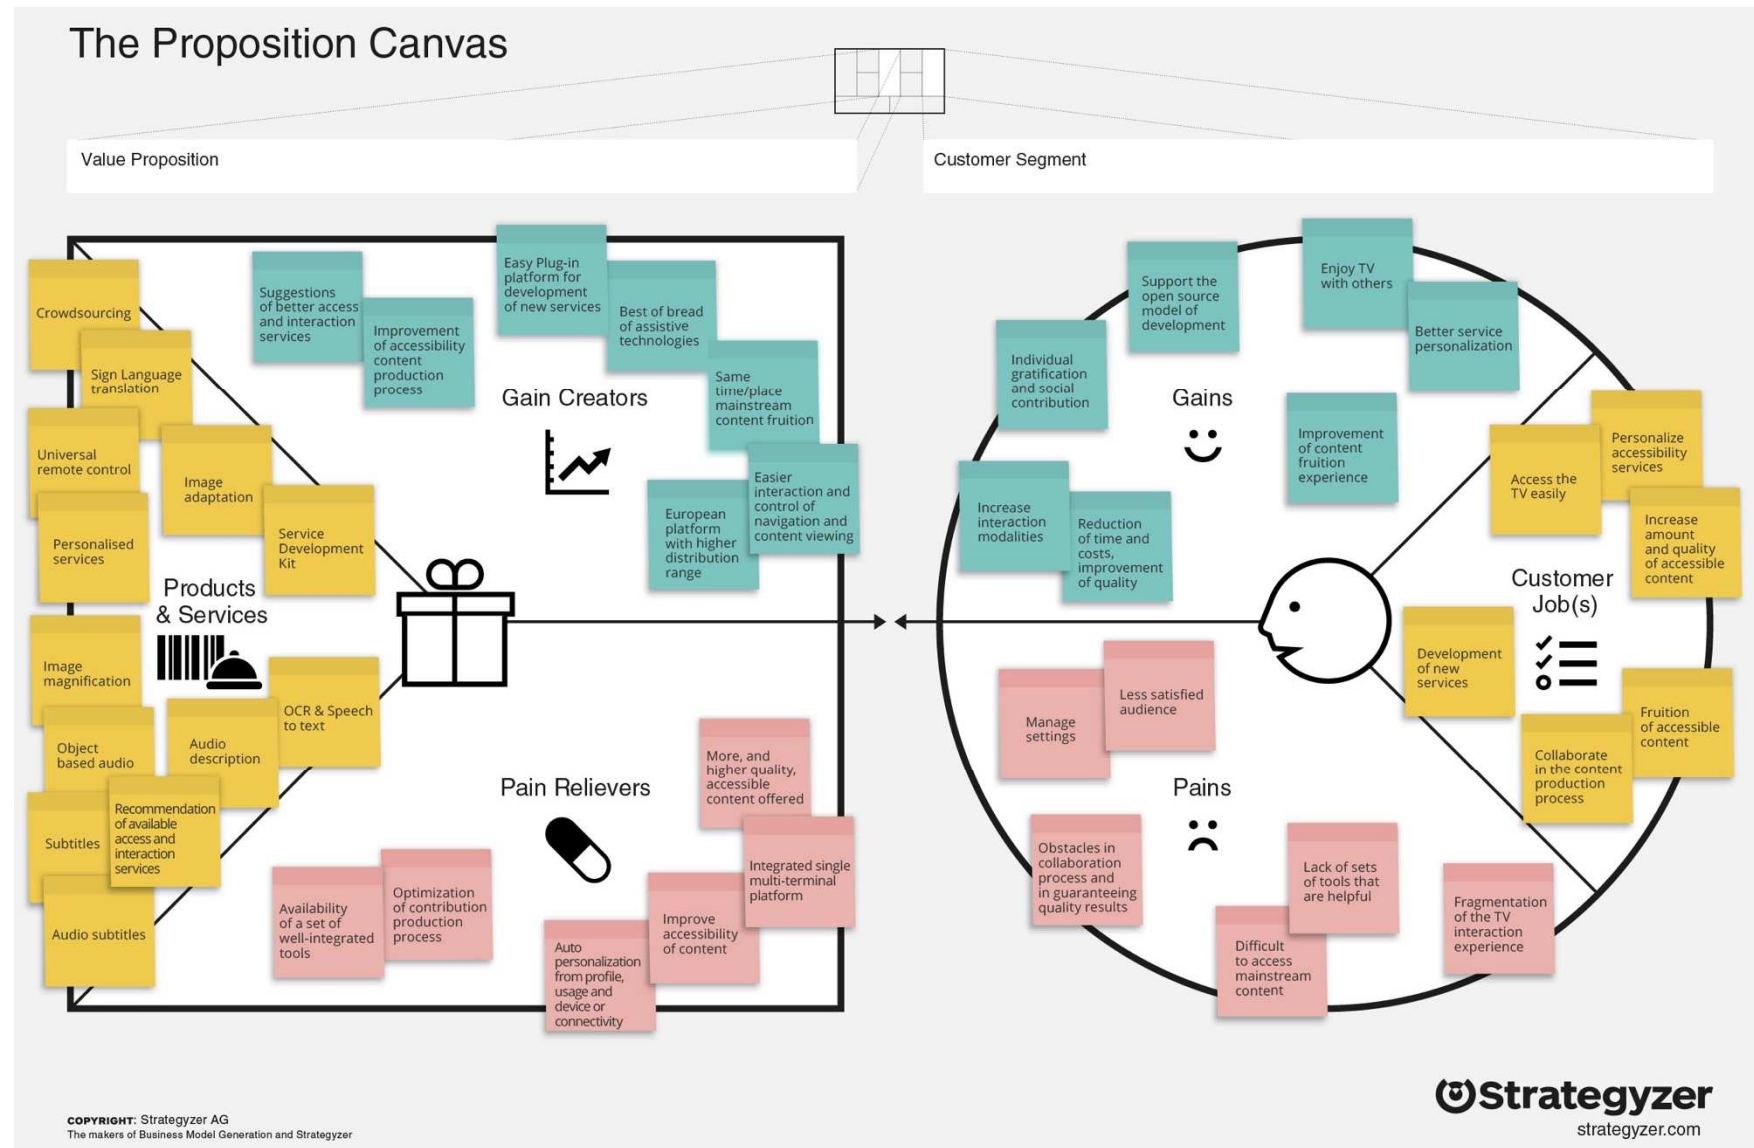 The Proposition Canvas
Value Proposition
Customer Segment
Crowdsourcing
Sign Language
translation
Universal
remote control
Image
adaptation
Personalised
services
Service
Development
Kit
Products
& Services
Image
magnification
OCR & Speech
to text
Object
based audio
Audio
description
Subtitles
Recommendation
of available
access and
interaction
services
Audio subtitles
Suggestions
of better access
and interaction
services
Improvement
of accessibility
content
production
process
Easy Plug-in
platform for
development
of new services
Best of bread
of assistive
technologies
Same
time/place
mainstream
content fruition
Gain Creators
Easier
interaction and
control of
navigation and
content viewing
European
platform
with higher
distribution
range
Pain Relievers
More, and
higher quality,
accessible
content offered
Integrated single
multi-terminal
platform
Availability
of a set of
well-integrated
tools
Optimization
of contribution
production
process
Improve
accessibility
of content
Auto
personalization
from profile,
usage and
device or
connectivity
Support the
open source
model of
development
Enjoy TV
with others
Better service
personalization
Individual
gratification
and social
contribution
Gains
Improvement
of content
fruition
experience
Increase
interaction
modalities
Reduction
of time and
costs,
improvement
of quality
Personalize
accessibility
services
Access the
TV easily
Increase
amount
and quality
of accessible
content
Customer
Job(s)
Development
of new
services
Fruition
of accessible
content
Collaborate
in the content
production
process
Less satisfied
audience
Manage
settings
Pains
Obstacles in
collaboration
process and
in guaranteeing
quality results
Lack of sets
of tools that
are helpful
Difficult
to access
mainstream
content
Fragmentation
of the TV
interaction
experience
COPYRIGHT: Strategyzer AG
The makers of Business Model Generation and Strategyzer
Strategyzer
strategyzer.com